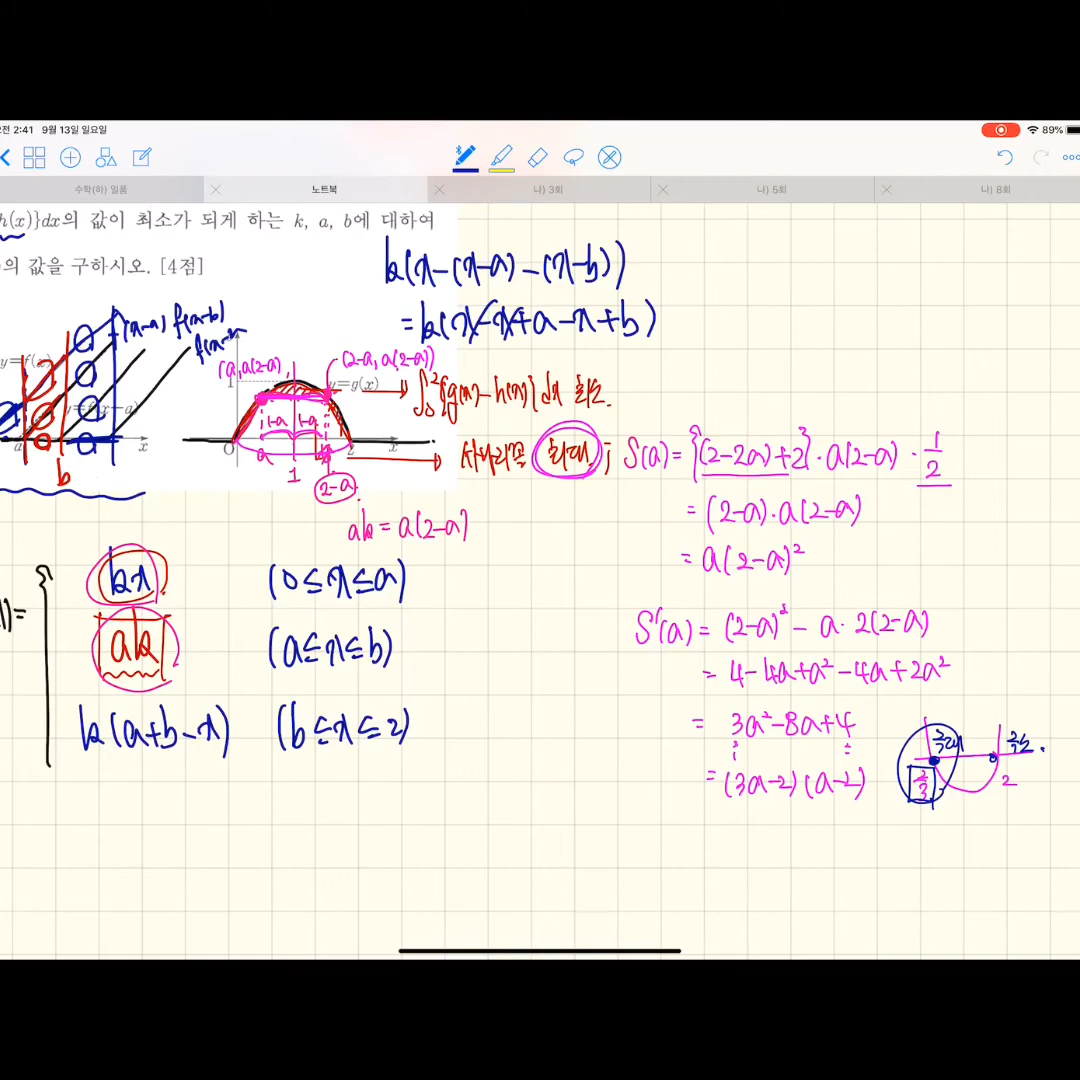 오전 2:41 9월 13일 일요일
89%
수학(하) 일품
노트북
나) 3회
나) 5회
나) 8회
h(x)}dx의 값이 최소가 되게 하는 k, a, b에 대하여
의 값을 구하시오. [4점]
k(x-(x-a)-(x-b))
=k(x-x+a-x+b)
f(x-a) f(x-b)
y=f(x)
y=f(x-a)
a
b
x
(a, a(2-a))
(2-a, a(2-a))
y=g(x)
1
1-a 1-a
O
a
1
2
x
2-a
∫₀² {g(x)-h(x)}dx 최소.
사다리꼴 최대;
ak=a(2-a)
S(a)={(2-2a)+2}·a(2-a)·1/2
=(2-a)·a(2-a)
=a(2-a)²
kx (0≤x≤a)
ak (a≤x≤b)
k(a+b-x) (b≤x≤2)
S'(a)=(2-a)²-a·2(2-a)
=4-4a+a²-4a+2a²
=3a²-8a+4
=(3a-2)(a-2)
2/3
2